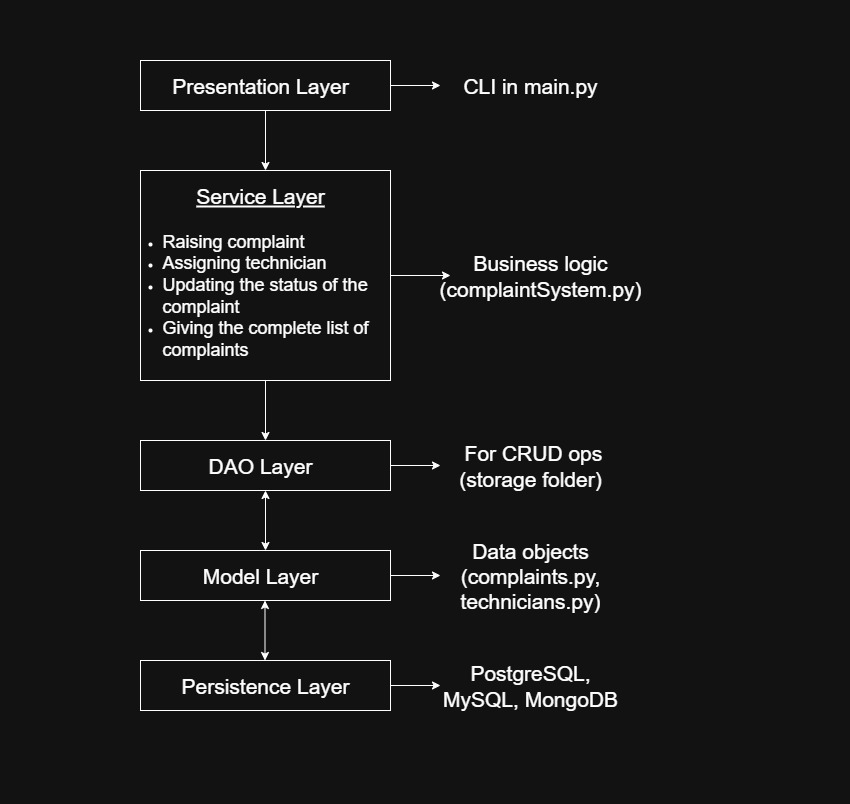 Presentation Layer
CLI in main.py
Service Layer
Raising complaint
Assigning technician
Updating the status of the
complaint
Giving the complete list of
complaints
Business logic
(complaintSystem.py)
DAO Layer
For CRUD ops
(storage folder)
Model Layer
Data objects
(complaints.py,
technicians.py)
Persistence Layer
PostgreSQL,
MySQL, MongoDB